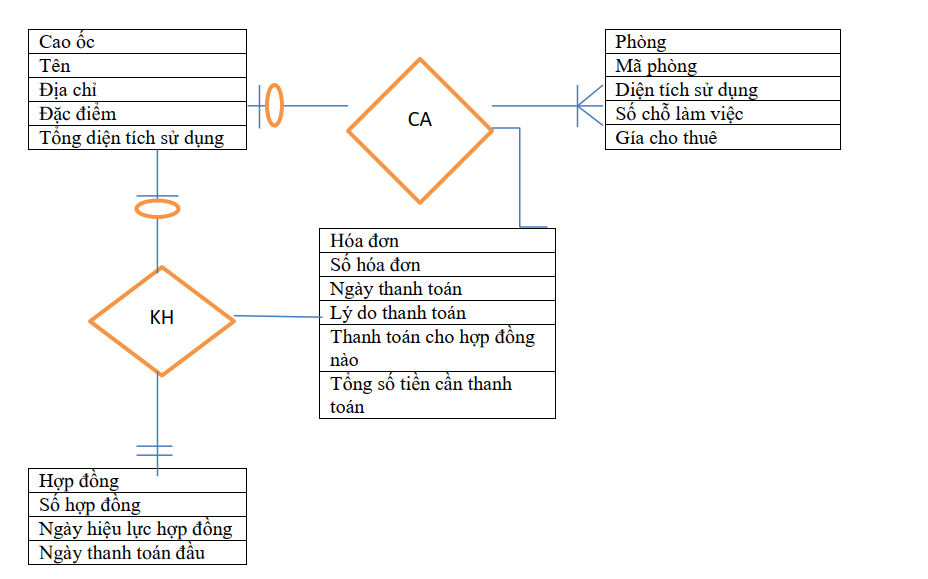 Cao ốc
Tên
Địa chỉ
Đặc điểm
Tổng diện tích sử dụng
CA
Phòng
Mã phòng
Diện tích sử dụng
Số chỗ làm việc
Gía cho thuê
KH
Hóa đơn
Số hóa đơn
Ngày thanh toán
Lý do thanh toán
Thanh toán cho hợp đồng
nào
Tổng số tiền cần thanh
toán
Hợp đồng
Số hợp đồng
Ngày hiệu lực hợp đồng
Ngày thanh toán đầu